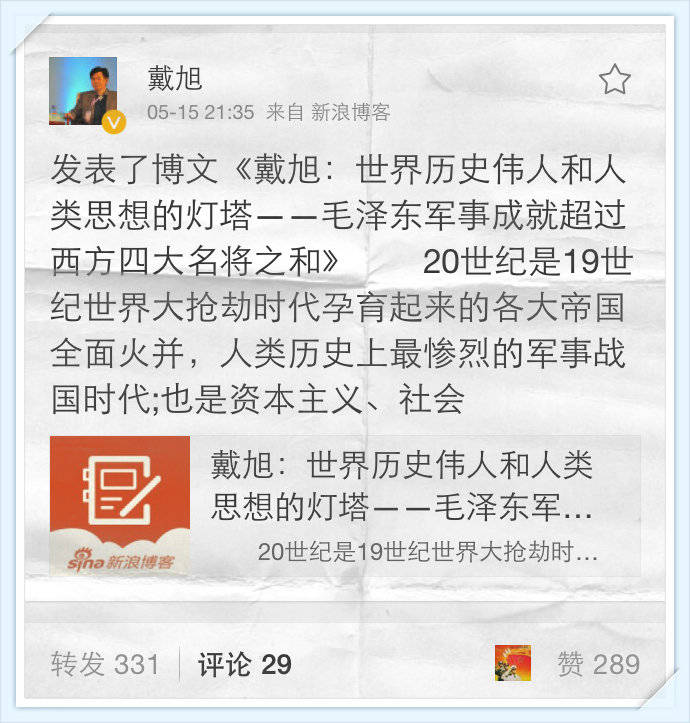 戴旭
05-15 21:35 来自 新浪博客
发表了博文《戴旭：世界历史伟人和人
类思想的灯塔——毛泽东军事成就超过
西方四大名将之和》 20世纪是19世
纪世界大抢劫时代孕育起来的各大帝国
全面火并，人类历史上最惨烈的军事战
国时代;也是资本主义、社会
戴旭：世界历史伟人和人类
思想的灯塔——毛泽东军...
20世纪是19世纪世界大抢劫时...
sina新浪博客
转发 331 评论 29 赞 289